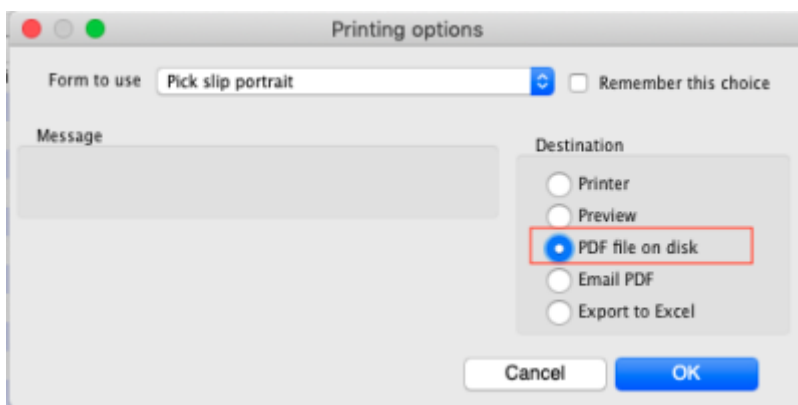 Printing options
Form to use Pick slip portrait Remember this choice
Message
Destination
Printer
Preview
PDF file on disk
Email PDF
Export to Excel
Cancel OK